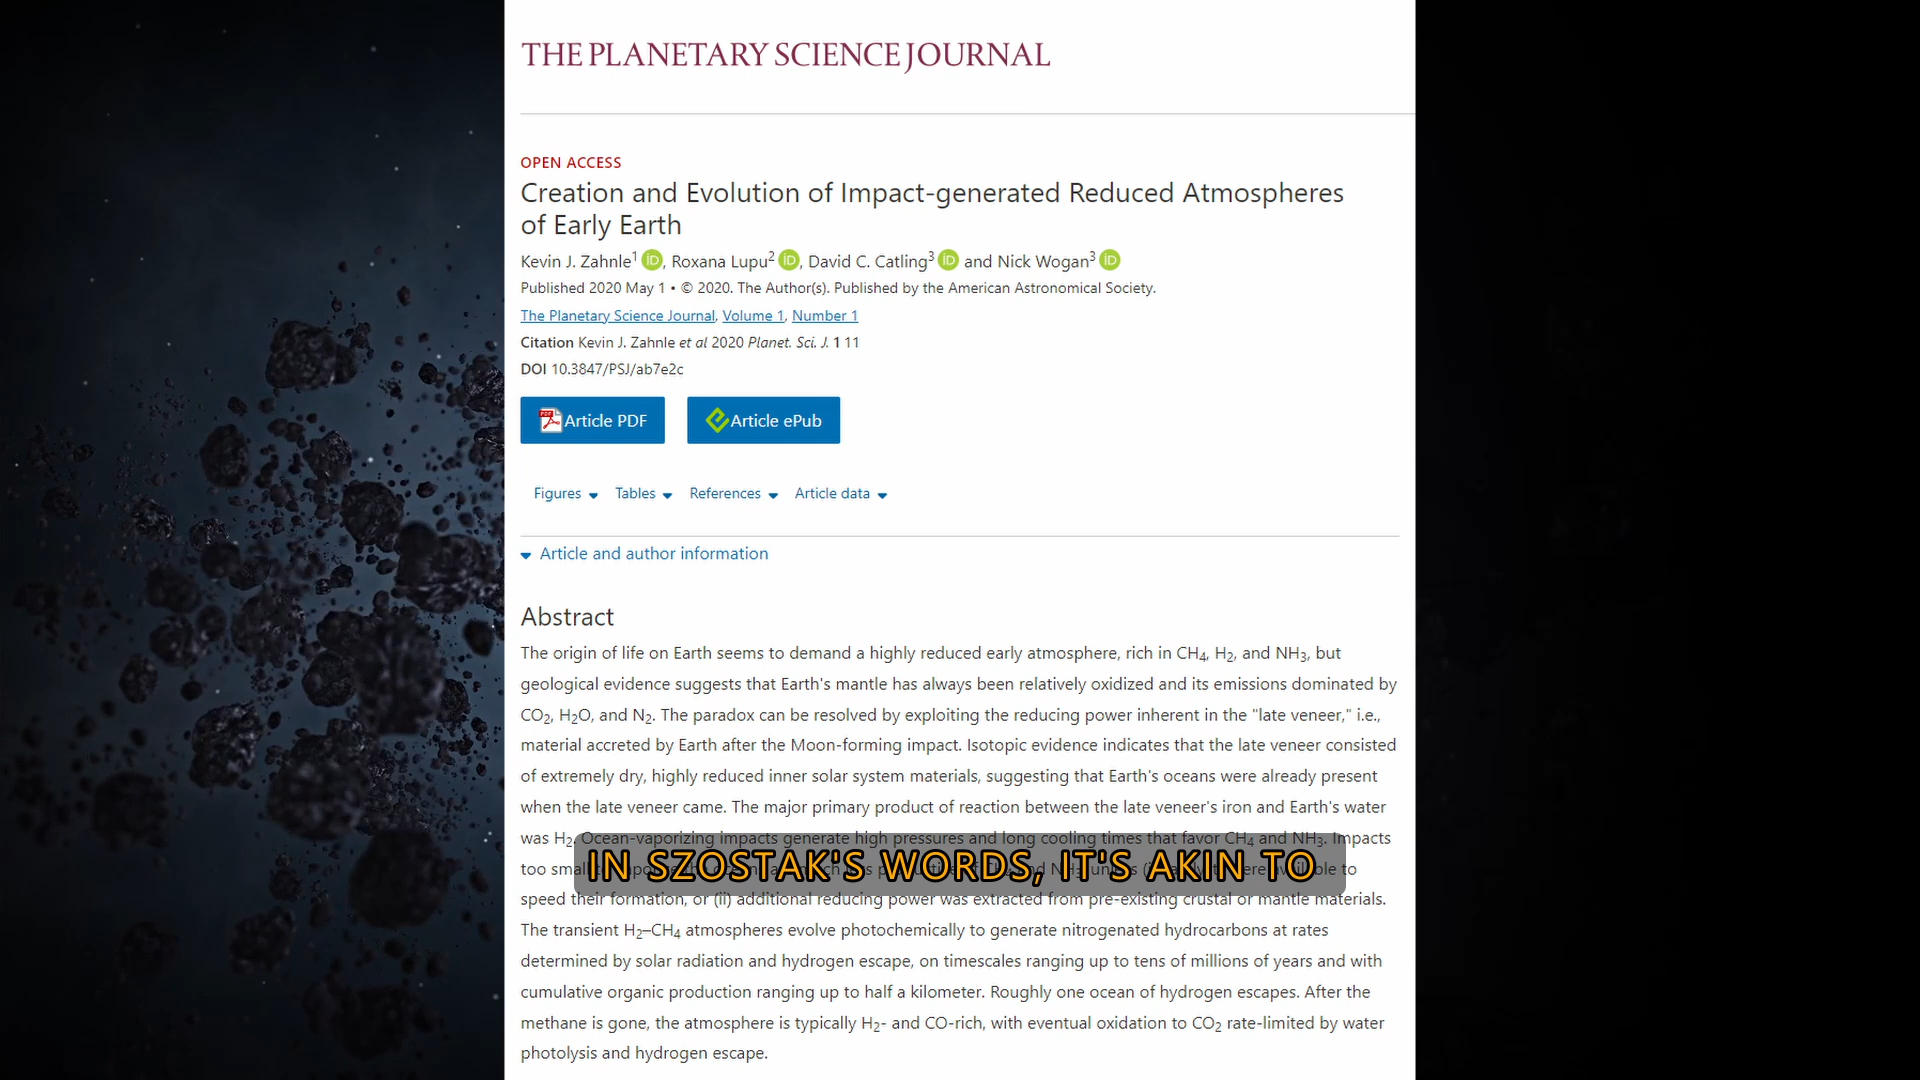 THE PLANETARY SCIENCE JOURNAL
OPEN ACCESS
Creation and Evolution of Impact-generated Reduced Atmospheres
of Early Earth
Kevin J. Zahnle1 iD, Roxana Lupu2 iD, David C. Catling3 iD and Nick Wogan3 iD
Published 2020 May 1 • © 2020. The Author(s). Published by the American Astronomical Society.
The Planetary Science Journal, Volume 1, Number 1
Citation Kevin J. Zahnle et al 2020 Planet. Sci. J. 1 11
DOI 10.3847/PSJ/ab7e2c
PDF Article PDF Article ePub
Figures Tables References Article data
Article and author information
Abstract
The origin of life on Earth seems to demand a highly reduced early atmosphere, rich in CH4, H2, and NH3, but
geological evidence suggests that Earth's mantle has always been relatively oxidized and its emissions dominated by
CO2, H2O, and N2. The paradox can be resolved by exploiting the reducing power inherent in the "late veneer," i.e.,
material accreted by Earth after the Moon-forming impact. Isotopic evidence indicates that the late veneer consisted
of extremely dry, highly reduced inner solar system materials, suggesting that Earth's oceans were already present
when the late veneer came. The major primary product of reaction between the late veneer's iron and Earth's water
was H2. Ocean-vaporizing impacts generate high pressures and long cooling times that favor CH4 and NH3. Impacts
too small
IN SZOSTAK'S WORDS, IT'S AKIN TO
to
speed their formation, or (ii) additional reducing power was extracted from pre-existing crustal or mantle materials.
The transient H2–CH4 atmospheres evolve photochemically to generate nitrogenated hydrocarbons at rates
determined by solar radiation and hydrogen escape, on timescales ranging up to tens of millions of years and with
cumulative organic production ranging up to half a kilometer. Roughly one ocean of hydrogen escapes. After the
methane is gone, the atmosphere is typically H2- and CO-rich, with eventual oxidation to CO2 rate-limited by water
photolysis and hydrogen escape.